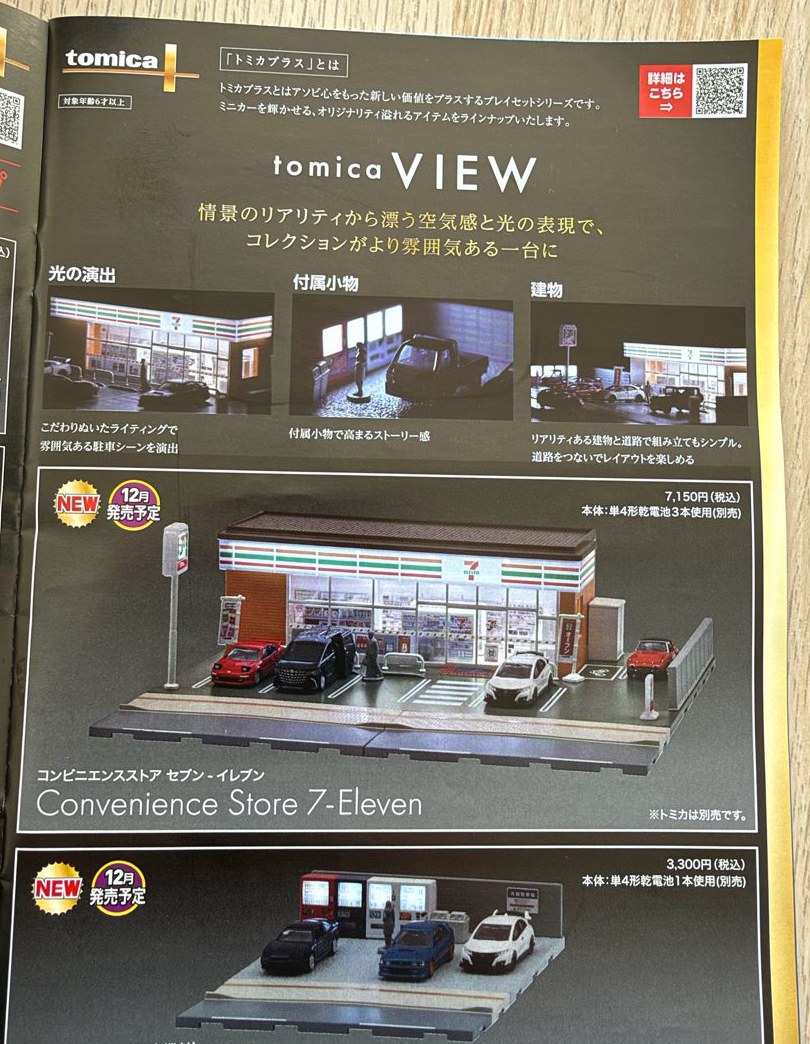 tomica
「トミカプラス」とは
対象年齢6才以上
トミカプラスとはアソビ心をもった新しい価値をプラスするプレイセットシリーズです。
ミニカーを輝かせる、オリジナリティ溢れるアイテムをラインナップいたします。
詳細は
こちら
⇒
tomica VIEW
情景のリアリティから漂う空気感と光の表現で、
コレクションがより雰囲気ある一台に
光の演出
こだわりぬいたライティングで
雰囲気ある駐車シーンを演出
付属小物
付属小物で高まるストーリー感
建物
リアリティある建物と道路で組み立てもシンプル。
道路をつないでレイアウトを楽しめる
NEW
12月
発売予定
7,150円(税込)
本体:単4形乾電池3本使用(別売)
コンビニエンスストア セブン-イレブン
Convenience Store 7-Eleven
※トミカは別売です。
NEW
12月
発売予定
3,300円(税込)
本体:単4形乾電池1本使用(別売)